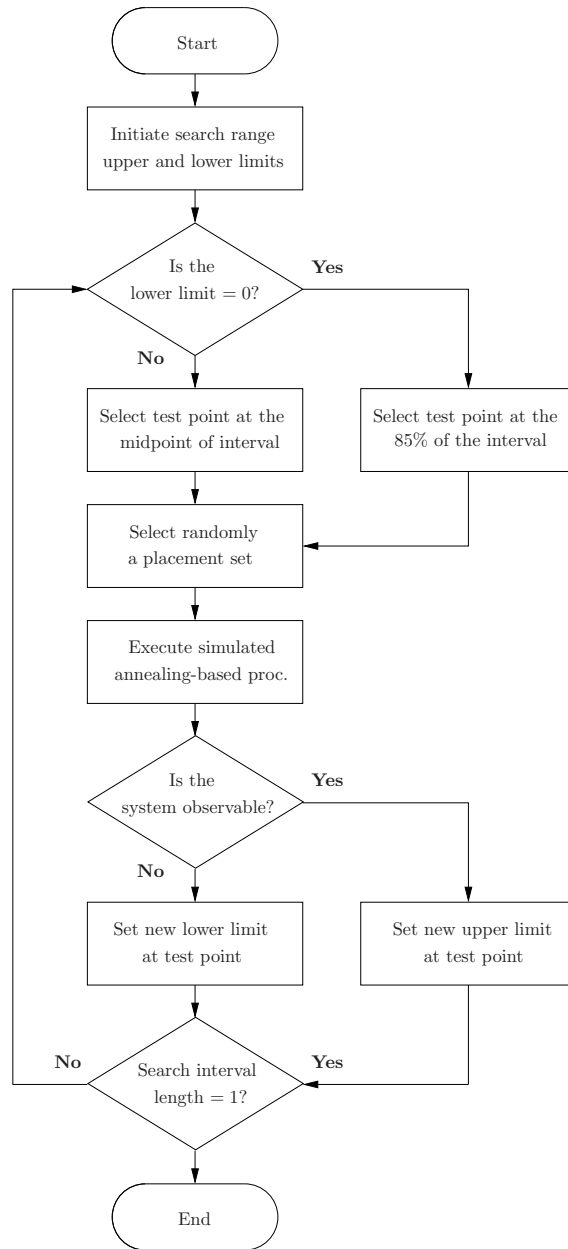 Start
Initiate search range
upper and lower limits
Is the
lower limit = 0?
Yes
No
Select test point at the
midpoint of interval
Select test point at the
85% of the interval
Select randomly
a placement set
Execute simulated
annealing-based proc.
Is the
system observable?
Yes
No
Set new lower limit
at test point
Set new upper limit
at test point
No
Search interval
length = 1?
Yes
End